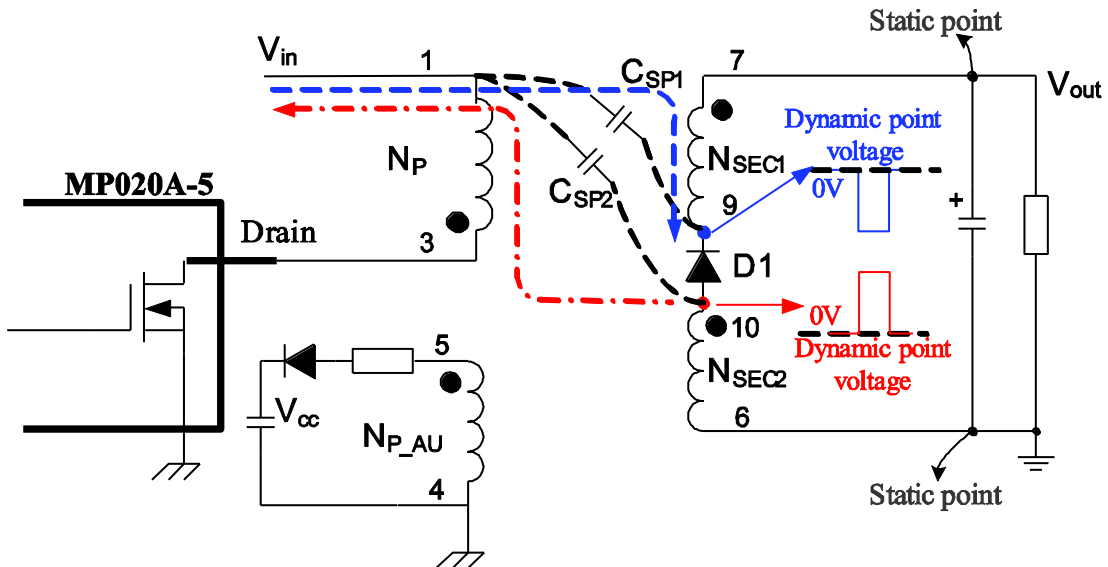 Static point
Vin
1
CSP1
7
Vout
Dynamic point
voltage
NP
NSEC1
0V
MP020A-5
CSP2
9
+
Drain
3
D1
0V
10
Dynamic point
voltage
5
NSEC2
Vcc
NP_AU
6
4
Static point